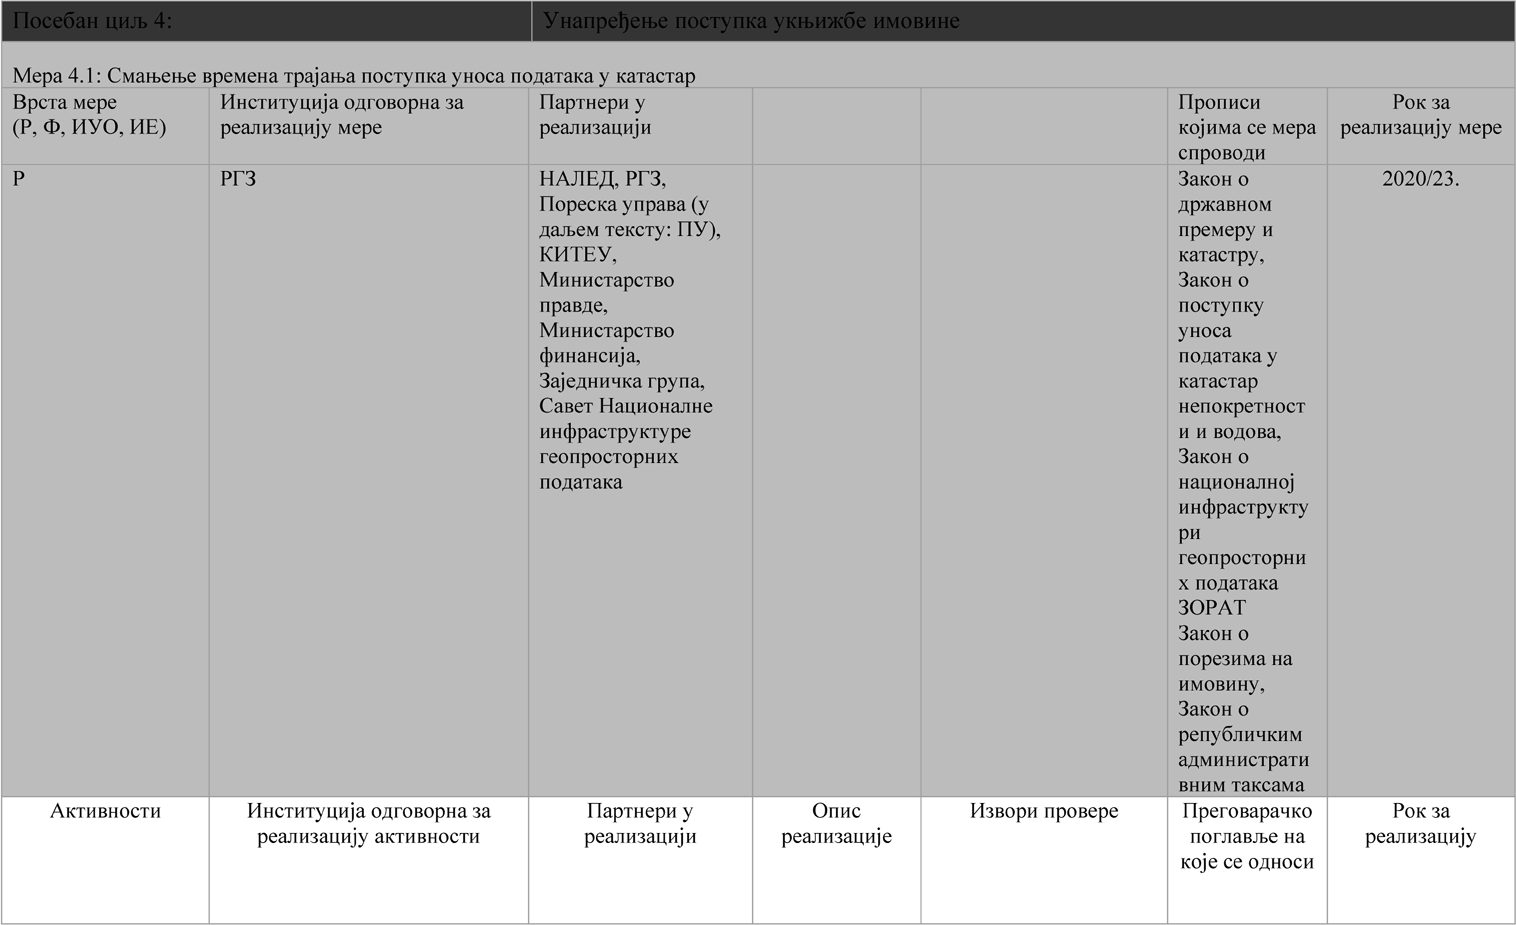 Посебан циљ 4:
Унапређење поступка укњижбе имовине
Мера 4.1: Смањење времена трајања поступка уноса података у катастар
Врста мере
(Р, Ф, ИУО, ИЕ)
Институција одговорна за
реализацију мере
Партнери у
реализацији
Прописи
којима се мера
спроводи
Рок за
реализацију мере
Р
РГЗ
НАЛЕД, РГЗ,
Пореска управа (у
даљем тексту: ПУ),
КИТЕУ,
Министарство
правде,
Министарство
финансија,
Заједничка група,
Савет Националне
инфраструктуре
геопросторних
података
Закон о
државном
премеру и
катастру,
Закон о
поступку
уноса
података у
катастар
непокретност
и и водова,
Закон о
националној
инфраструкту
ри
геопросторни
х података
ЗОРАТ
Закон о
порезима на
имовину,
Закон о
републичким
административ
вним таксама
2020/23.
Активности
Институција одговорна за
реализацију активности
Партнери у
реализацији
Опис
реализације
Извори провере
Преговарачко
поглавље на
које се односи
Рок за
реализацију